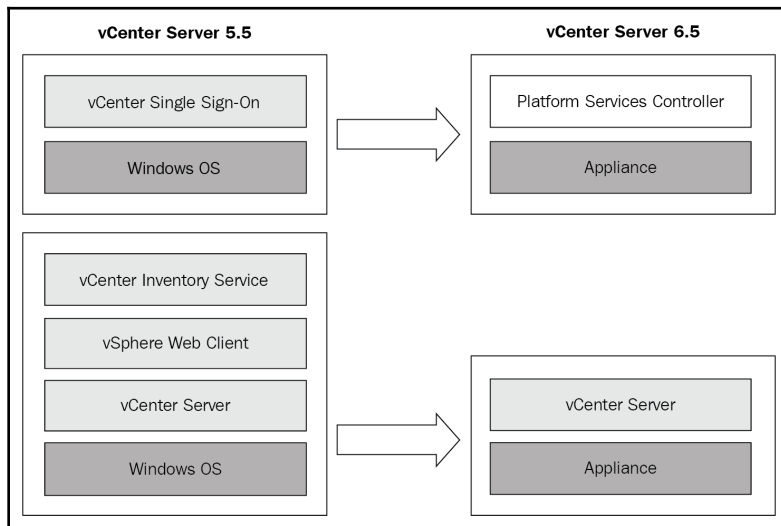 vCenter Server 5.5
vCenter Server 6.5
vCenter Single Sign-On
Windows OS
Platform Services Controller
Appliance
vCenter Inventory Service
vSphere Web Client
vCenter Server
Windows OS
vCenter Server
Appliance